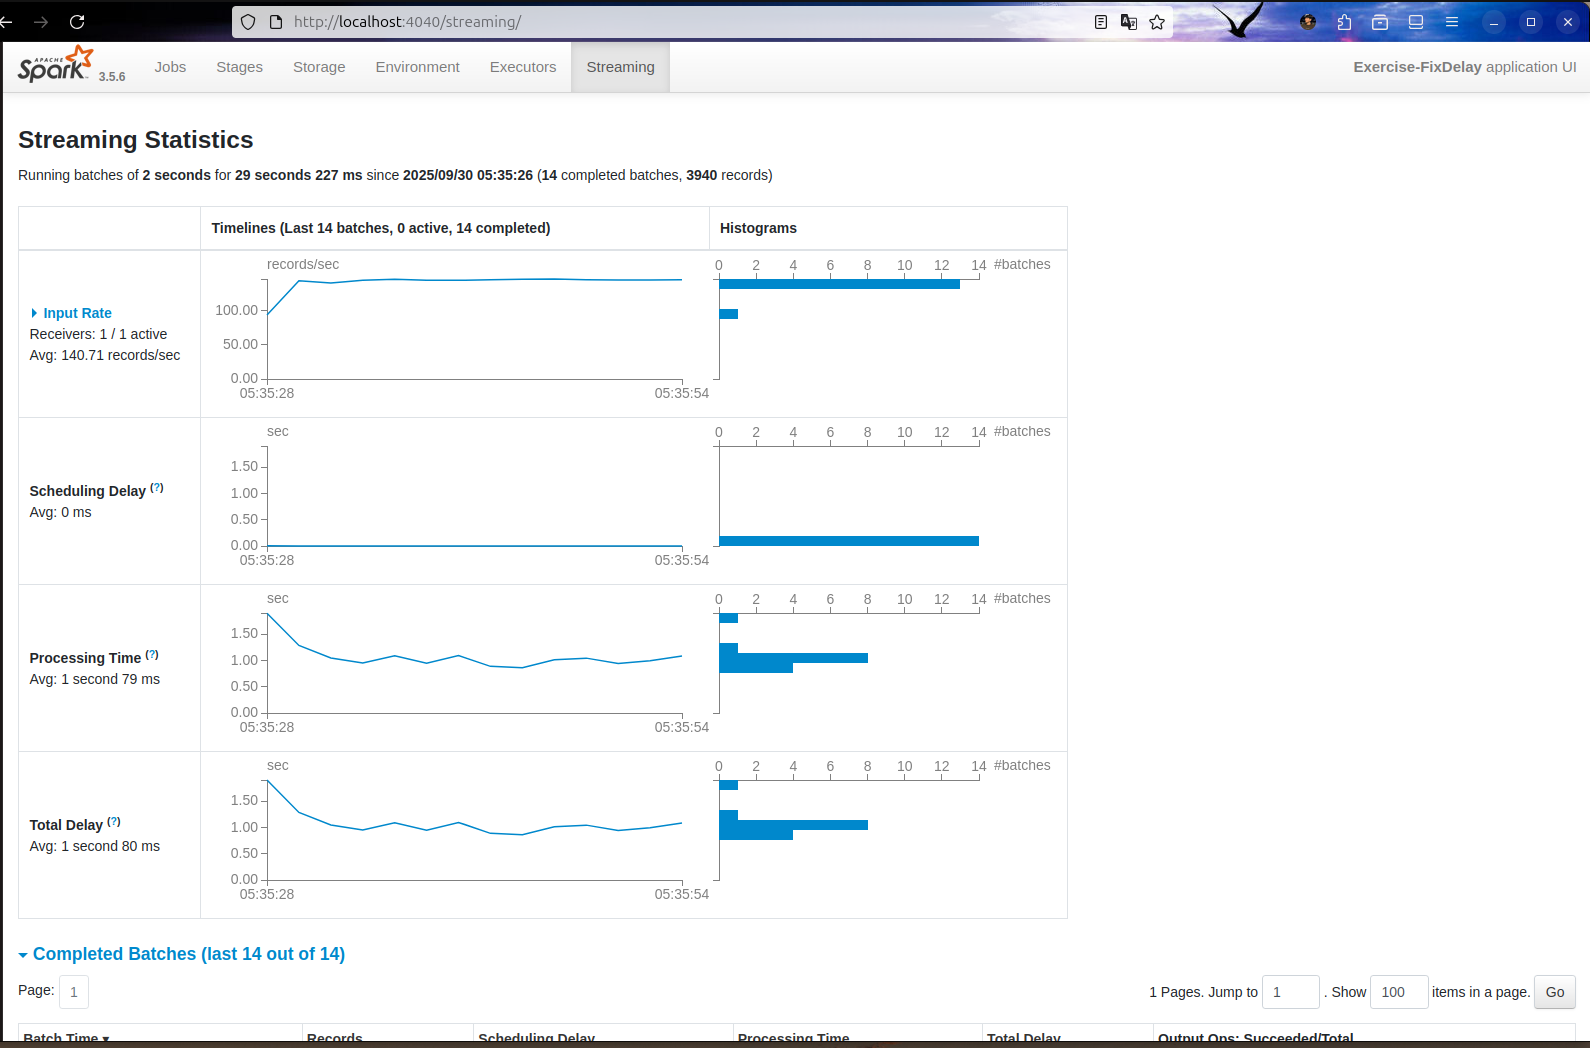 http://localhost:4040/streaming/
APACHE Spark 3.5.6 Jobs Stages Storage Environment Executors Streaming Exercise-FixDelay application UI
Streaming Statistics
Running batches of 2 seconds for 29 seconds 227 ms since 2025/09/30 05:35:26 (14 completed batches, 3940 records)
Timelines (Last 14 batches, 0 active, 14 completed) Histograms
Input Rate
Receivers: 1 / 1 active
Avg: 140.71 records/sec
records/sec
100.00
50.00
0.00
05:35:28 05:35:54
0 2 4 6 8 10 12 14 #batches
Scheduling Delay (?)
Avg: 0 ms
sec
1.50
1.00
0.50
0.00
05:35:28 05:35:54
0 2 4 6 8 10 12 14 #batches
Processing Time (?)
Avg: 1 second 79 ms
sec
1.50
1.00
0.50
0.00
05:35:28 05:35:54
0 2 4 6 8 10 12 14 #batches
Total Delay (?)
Avg: 1 second 80 ms
sec
1.50
1.00
0.50
0.00
05:35:28 05:35:54
0 2 4 6 8 10 12 14 #batches
Completed Batches (last 14 out of 14)
Page: 1 1 Pages. Jump to 1 . Show 100 items in a page. Go
Batch Time ▾ Records Scheduling Delay Processing Time Total Delay Output Ops: Succeeded/Total